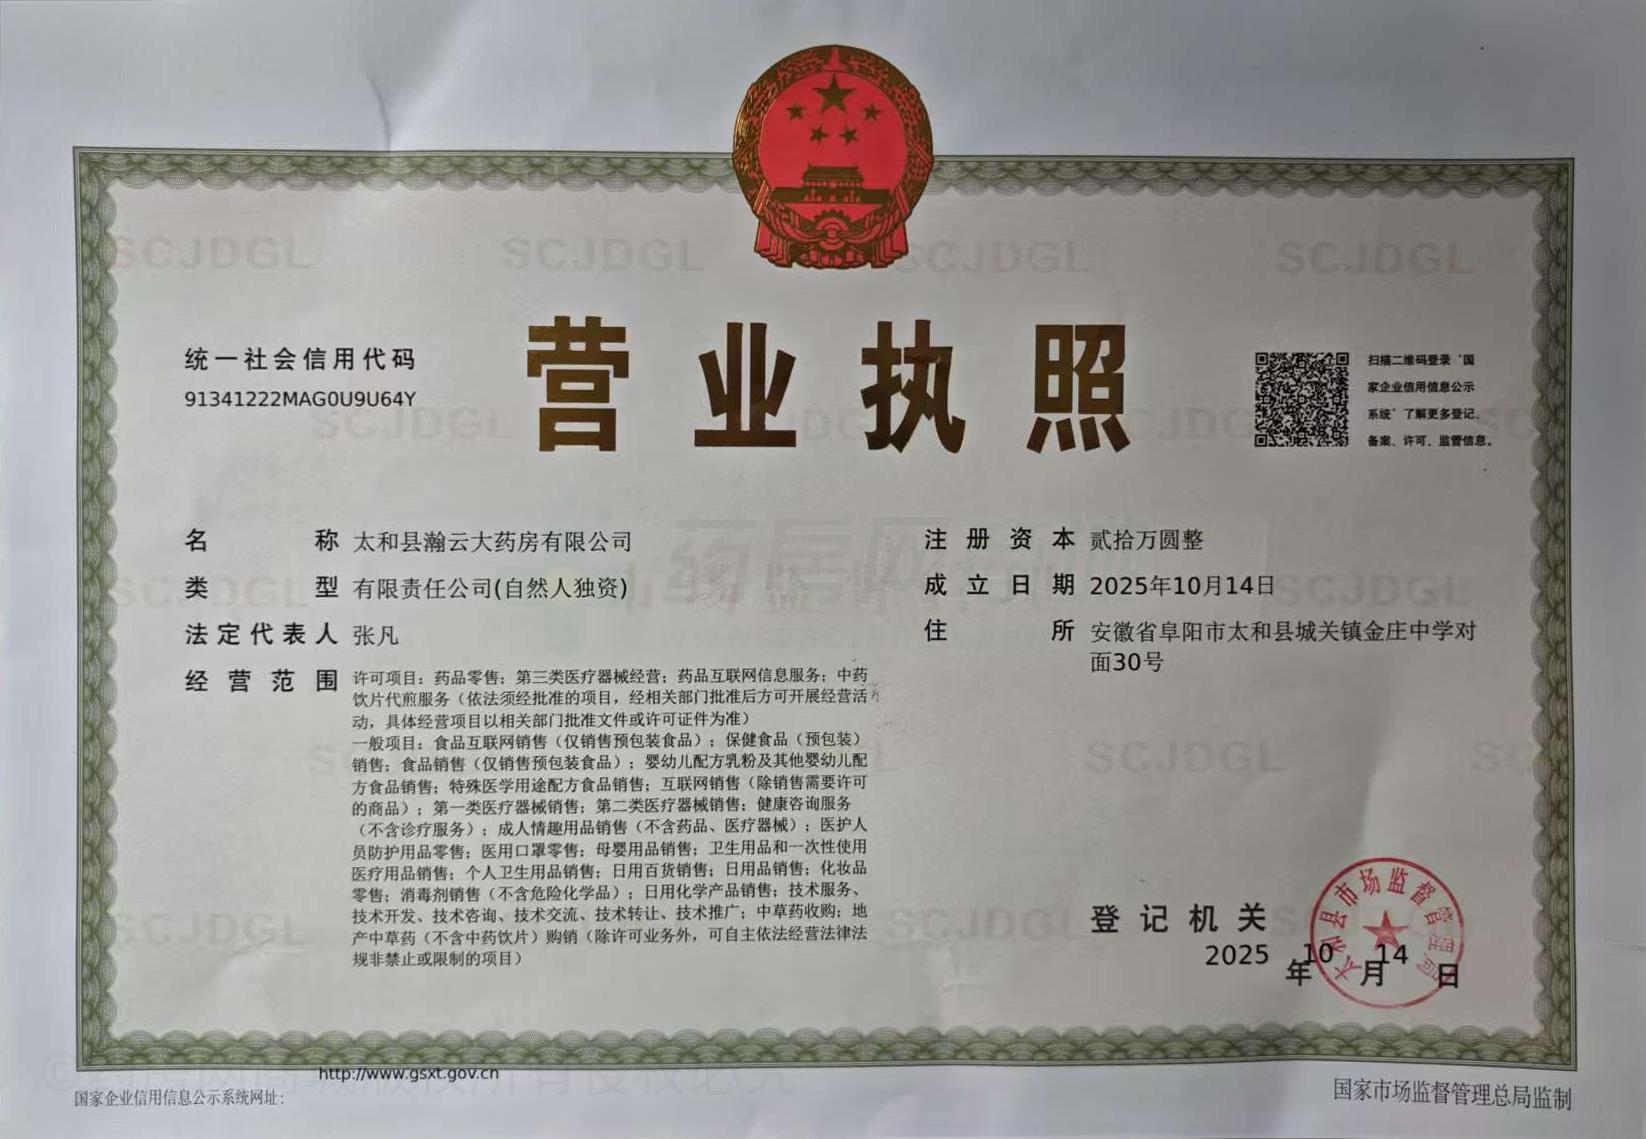 营业执照
统一社会信用代码
91341222MAG0U9U64Y
扫描二维码登录“国
家企业信用信息公示
系统”了解更多登记、
备案、许可、监管信息。
名称 太和县瀚云大药房有限公司
类型 有限责任公司(自然人独资)
法定代表人 张凡
经营范围 许可项目：药品零售；第三类医疗器械经营；药品互联网信息服务；中药
饮片代煎服务（依法须经批准的项目，经相关部门批准后方可开展经营活
动，具体经营项目以相关部门批准文件或许可证件为准）
一般项目：食品互联网销售（仅销售预包装食品）；保健食品（预包装）
销售；食品销售（仅销售预包装食品）；婴幼儿配方乳粉及其他婴幼儿配
方食品销售；特殊医学用途配方食品销售；互联网销售（除销售需要许可
的商品）；第一类医疗器械销售；第二类医疗器械销售；健康咨询服务
（不含诊疗服务）；成人情趣用品销售（不含药品、医疗器械）；医护人
员防护用品零售；医用口罩零售；母婴用品销售；卫生用品和一次性使用
医疗用品销售；个人卫生用品销售；日用百货销售；日用品销售；化妆品
零售；消毒剂销售（不含危险化学品）；日用化学产品销售；技术服务、
技术开发、技术咨询、技术交流、技术转让、技术推广；中草药收购；地
产中草药（不含中药饮片）购销（除许可业务外，可自主依法经营法律法
规非禁止或限制的项目）
注册资本 贰拾万圆整
成立日期 2025年10月14日
住所 安徽省阜阳市太和县城关镇金庄中学对
面30号
登记机关
太和县市场监督管理局
2025年10月14日
http://www.gsxt.gov.cn
国家企业信用信息公示系统网址：
国家市场监督管理总局监制
SCJDGL
SCJDGL
SCJDGL
SCJDGL